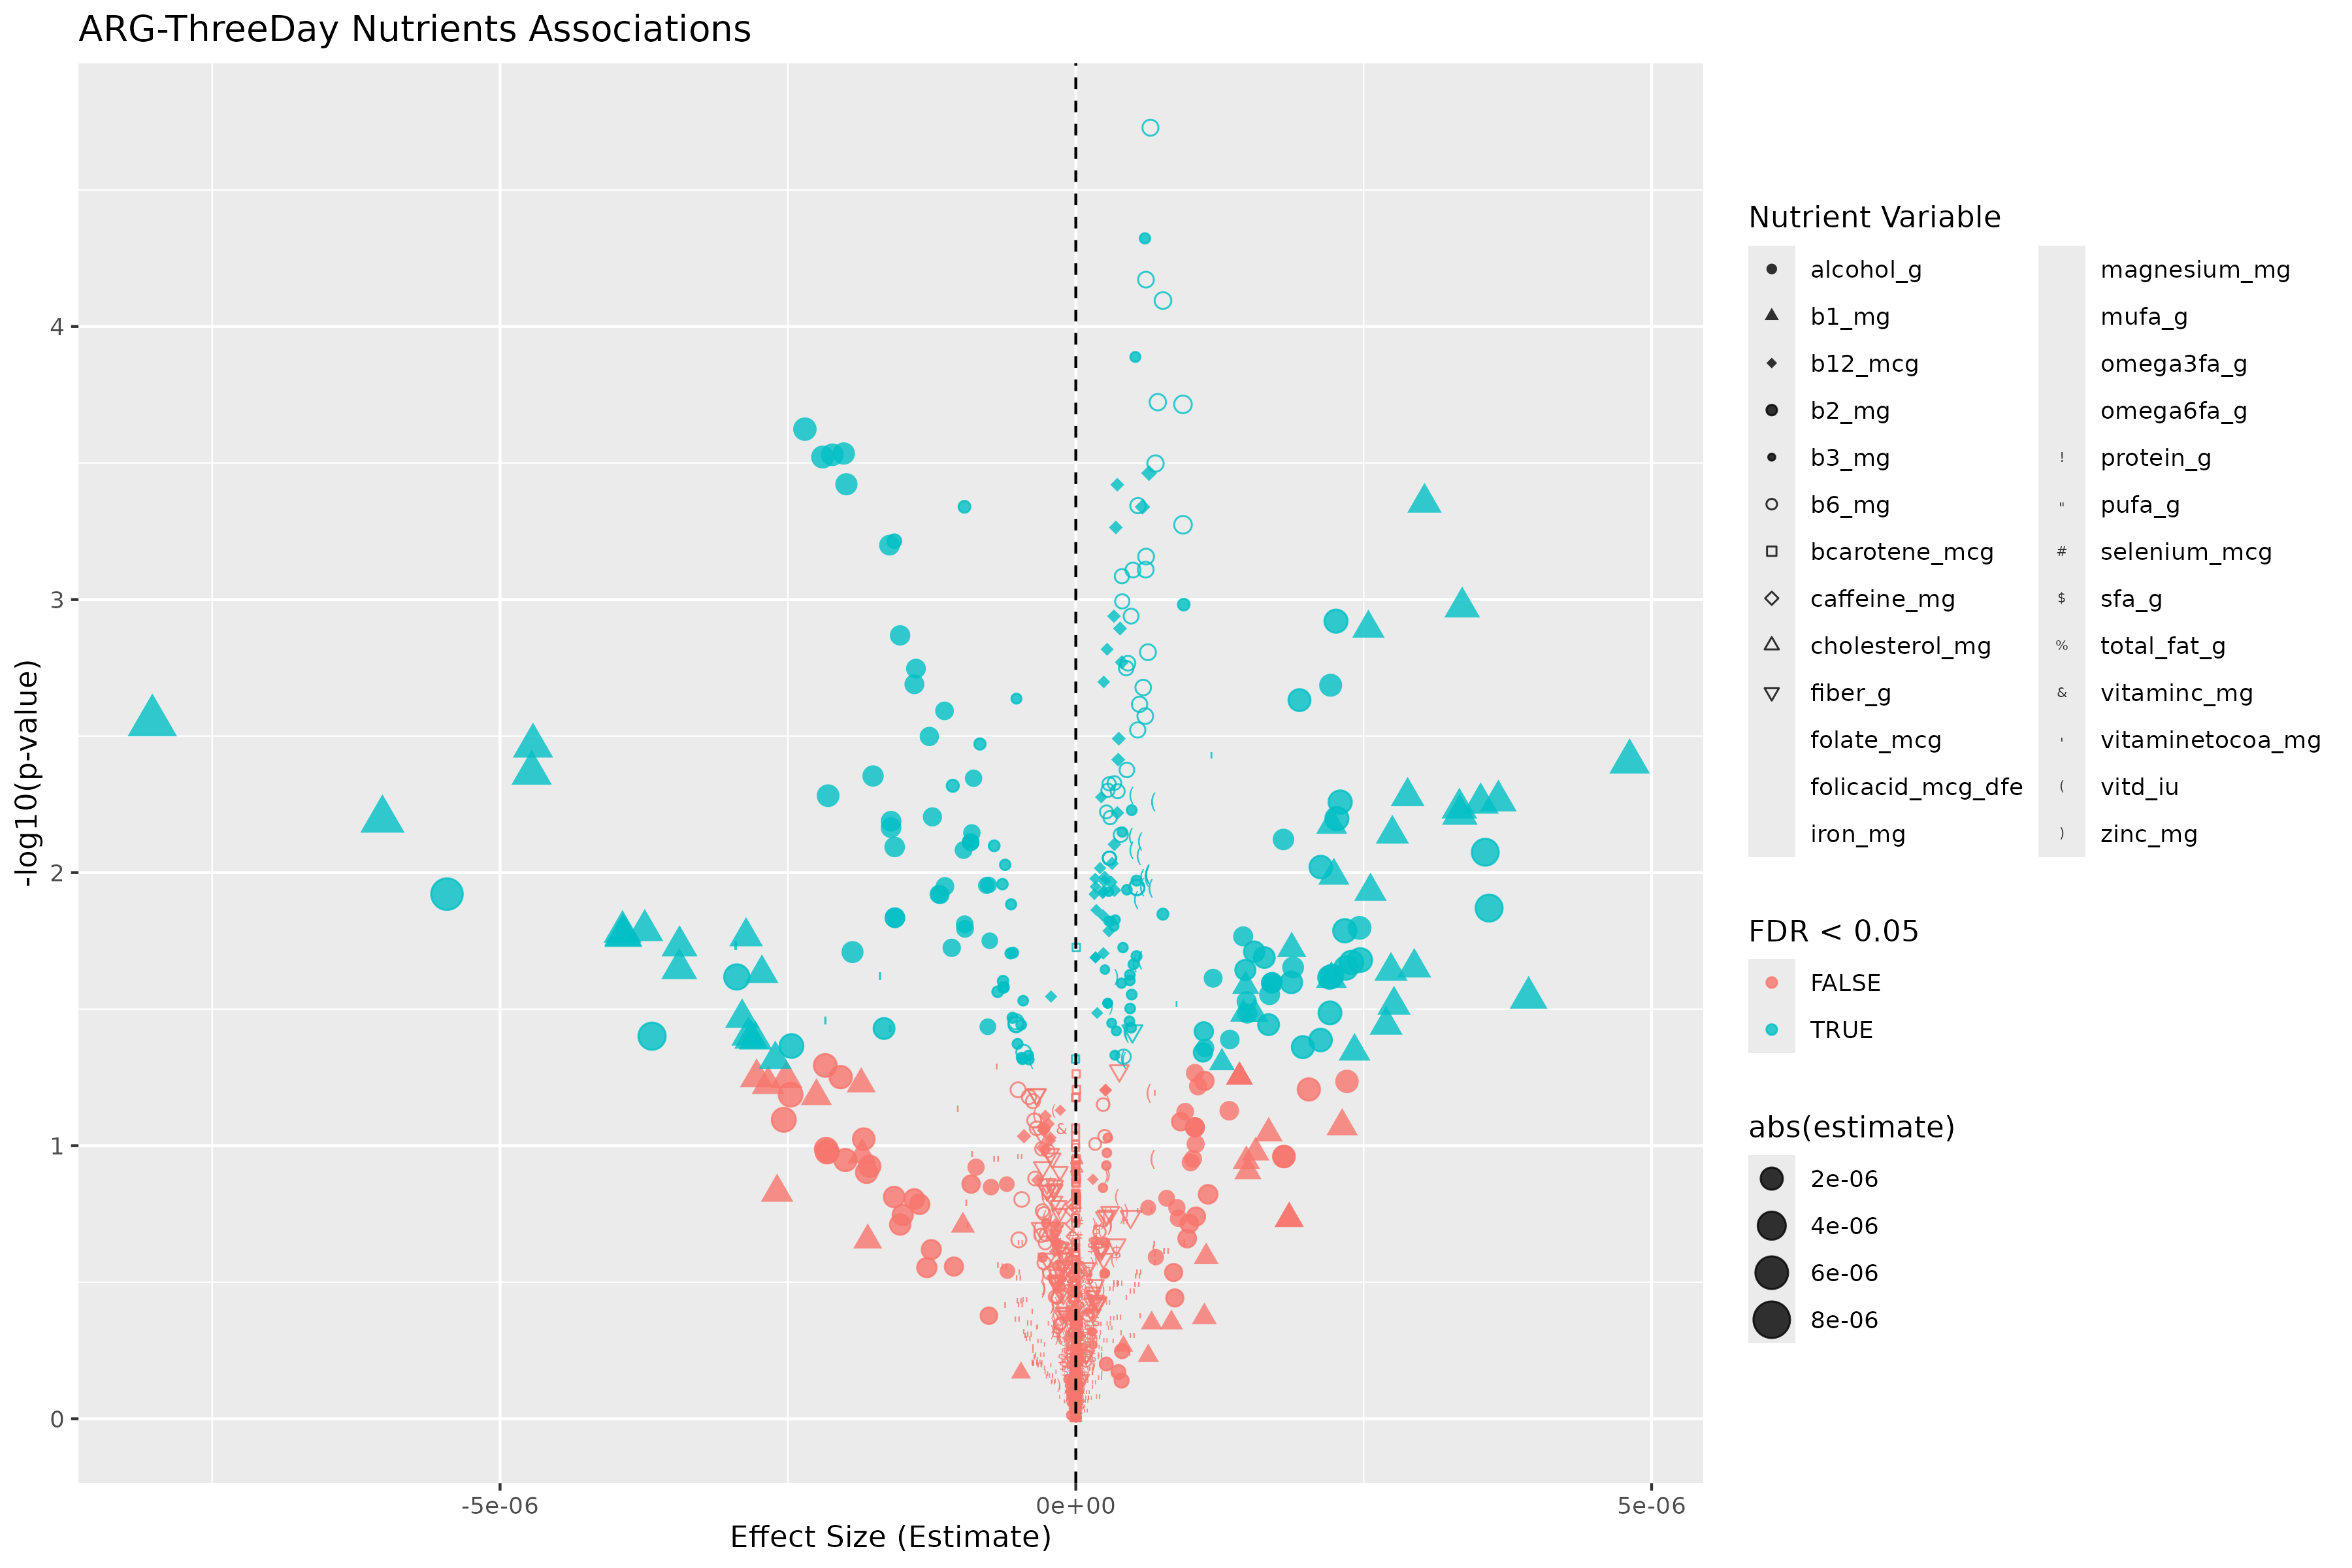 ARG-ThreeDay Nutrients Associations
-log10(p-value)
4
3
2
1
0
-5e-06
0e+00
5e-06
Effect Size (Estimate)
Nutrient Variable
alcohol_g
b1_mg
b12_mcg
b2_mg
b3_mg
b6_mg
bcarotene_mcg
caffeine_mg
cholesterol_mg
fiber_g
folate_mcg
folicacid_mcg_dfe
iron_mg
magnesium_mg
mufa_g
omega3fa_g
omega6fa_g
! protein_g
" pufa_g
# selenium_mcg
$ sfa_g
% total_fat_g
& vitaminc_mg
' vitaminetocoa_mg
( vitd_iu
) zinc_mg
FDR < 0.05
FALSE
TRUE
abs(estimate)
2e-06
4e-06
6e-06
8e-06